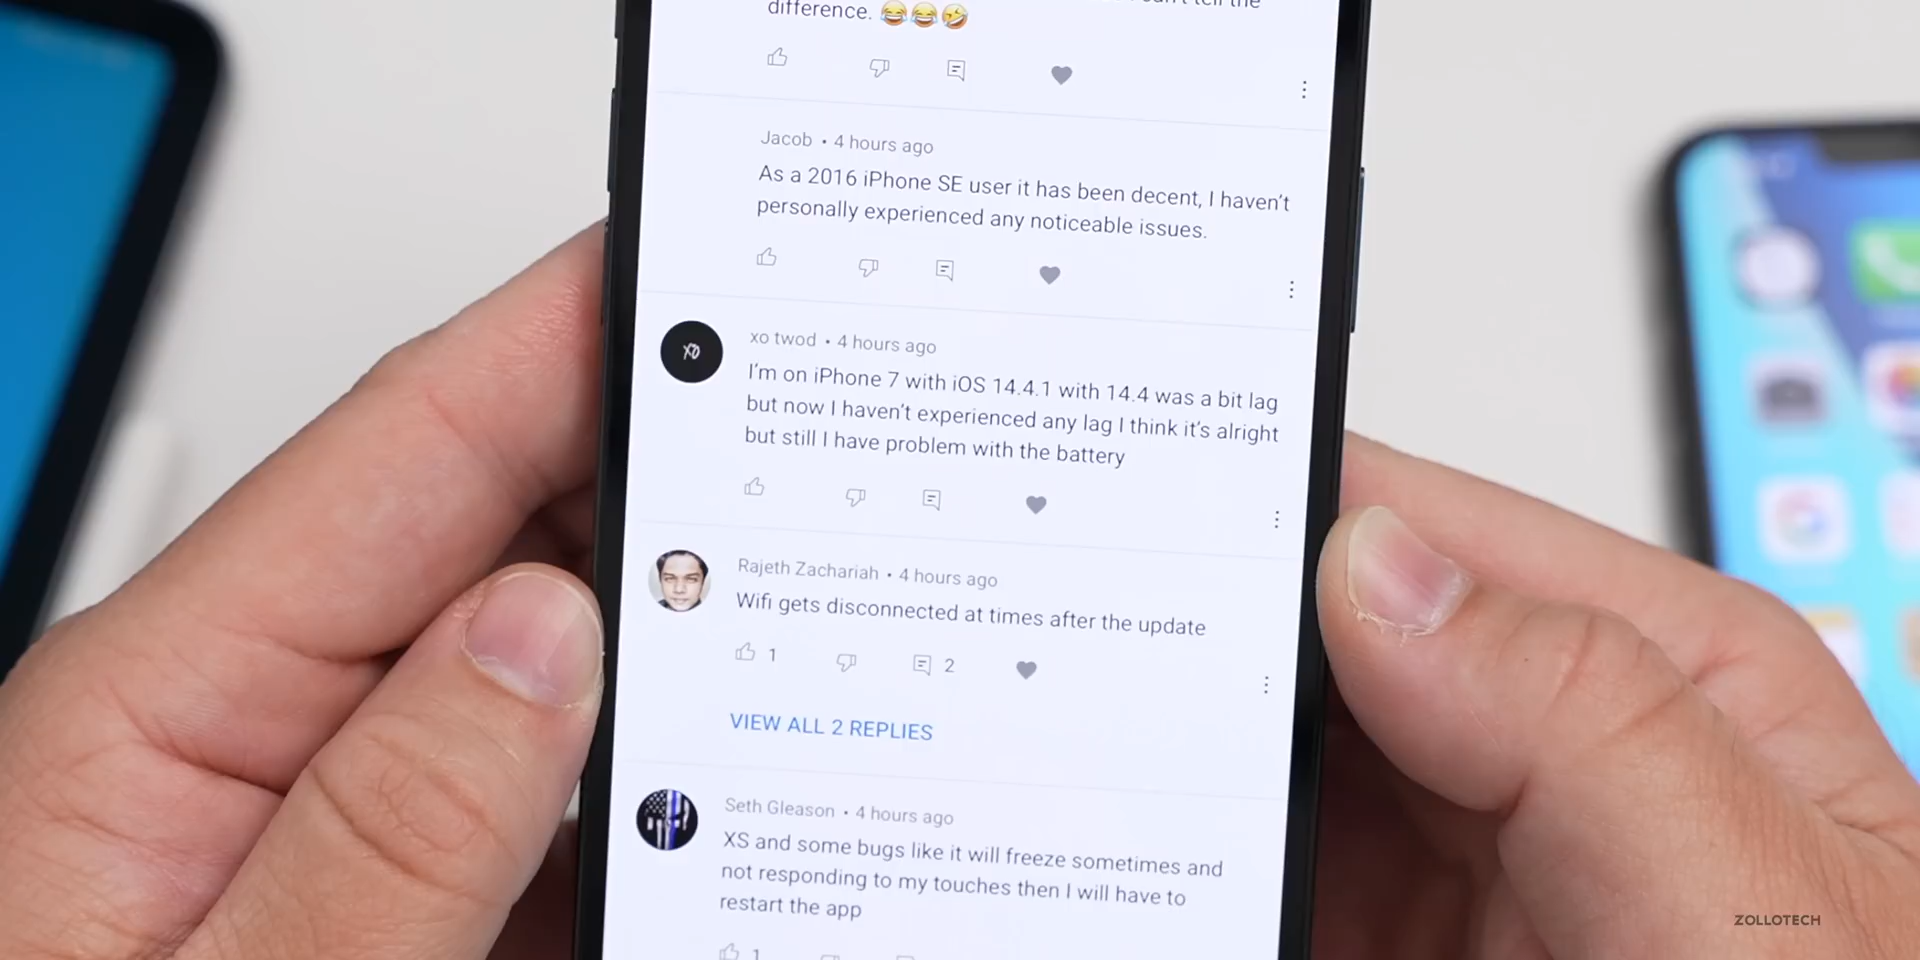 can't tell the
difference. 😂😂🤣
Jacob • 4 hours ago
As a 2016 iPhone SE user it has been decent, I haven't
personally experienced any noticeable issues.
XO
xo twod • 4 hours ago
I'm on iPhone 7 with iOS 14.4.1 with 14.4 was a bit lag
but now I haven't experienced any lag I think it's alright
but still I have problem with the battery
Rajeth Zachariah • 4 hours ago
Wifi gets disconnected at times after the update
1 2
VIEW ALL 2 REPLIES
Seth Gleason • 4 hours ago
XS and some bugs like it will freeze sometimes and
not responding to my touches then I will have to
restart the app
1
ZOLLOTECH